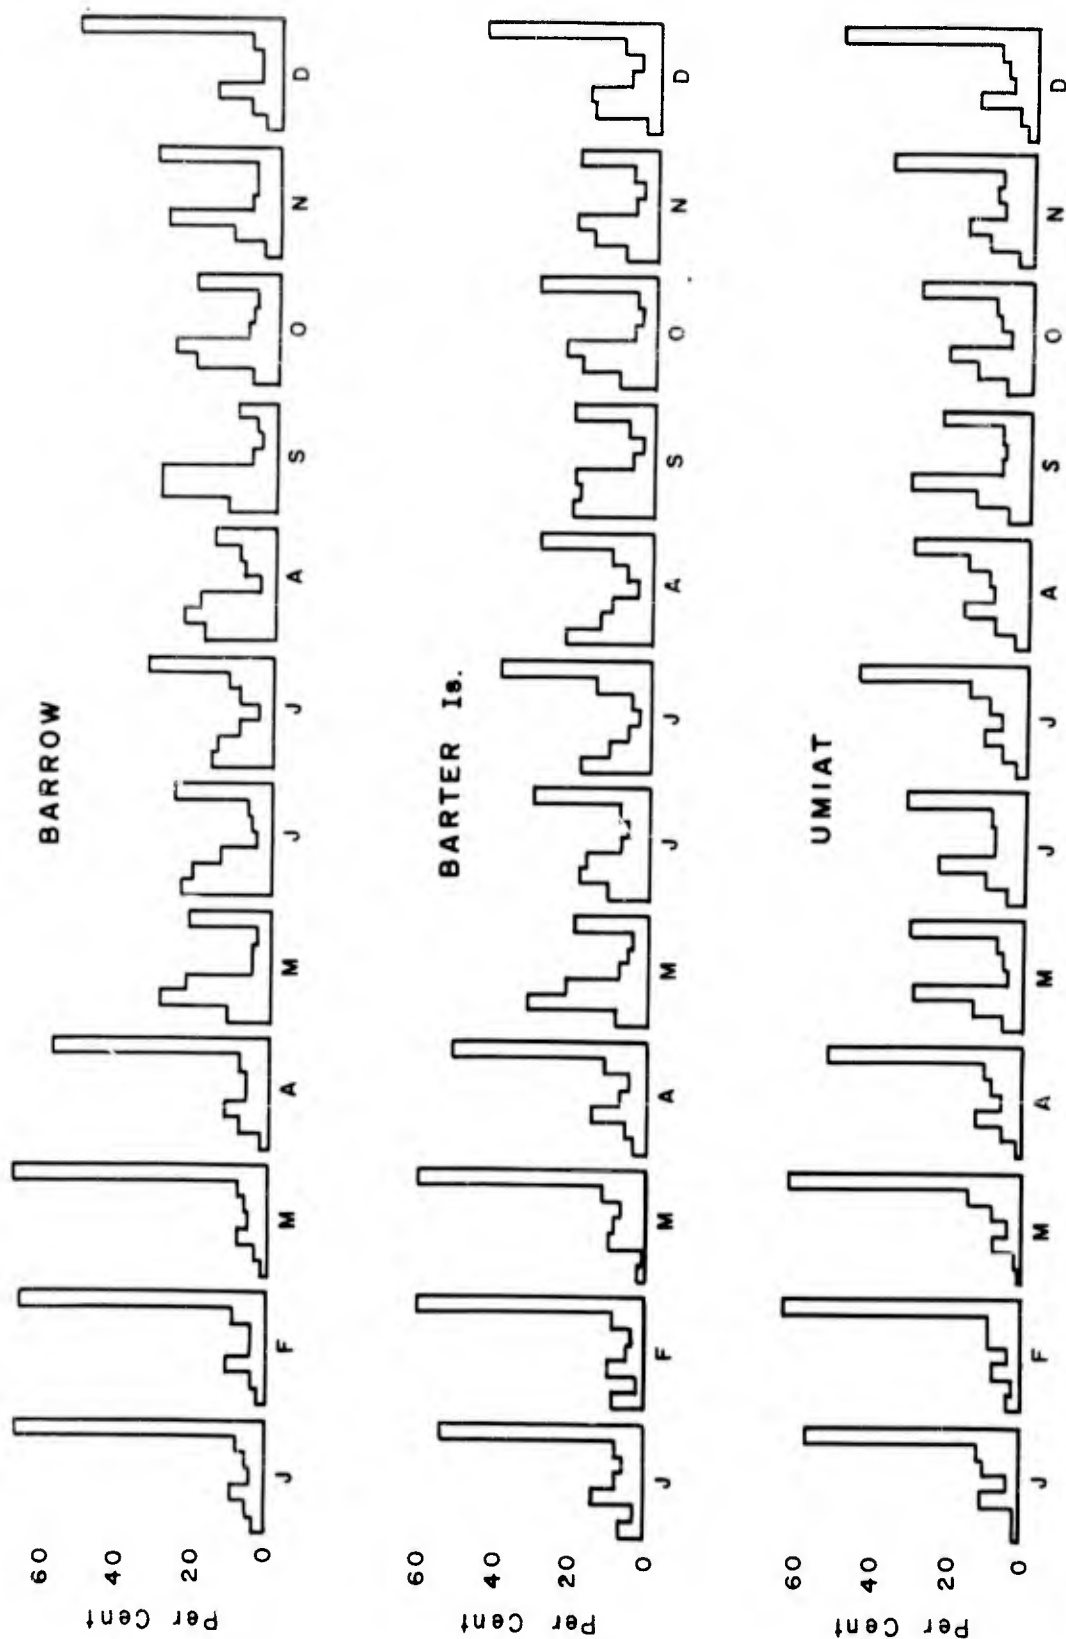 BARROW
Per Cent
60
40
20
0
J F M A M J J A S O N D
BARTER Is.
Per Cent
60
40
20
0
J F M A M J J A S O N D
UMIAT
Per Cent
60
40
20
0
J F M A M J J A S O N D